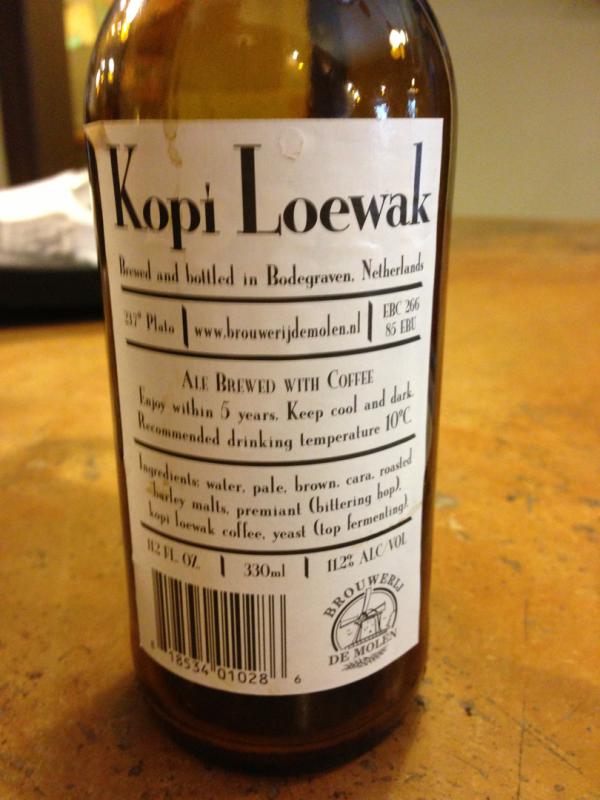 Kopi Loewak
Brewed and bottled in Bodegraven, Netherlands
23.7° Plato | www.brouwerijdemolen.nl | EBC 266
85 EBU
ALE BREWED WITH COFFEE
Enjoy within 5 years. Keep cool and dark.
Recommended drinking temperature 10°C
Ingredients: water, pale, brown, cara, roasted
barley malts, premiant (bittering hop),
kopi loewak coffee, yeast (top fermenting).
11.2 FL. OZ. | 330ml | 11.2% ALC/VOL
BROUWERIJ
DE MOLEN
8 18534 01028 6